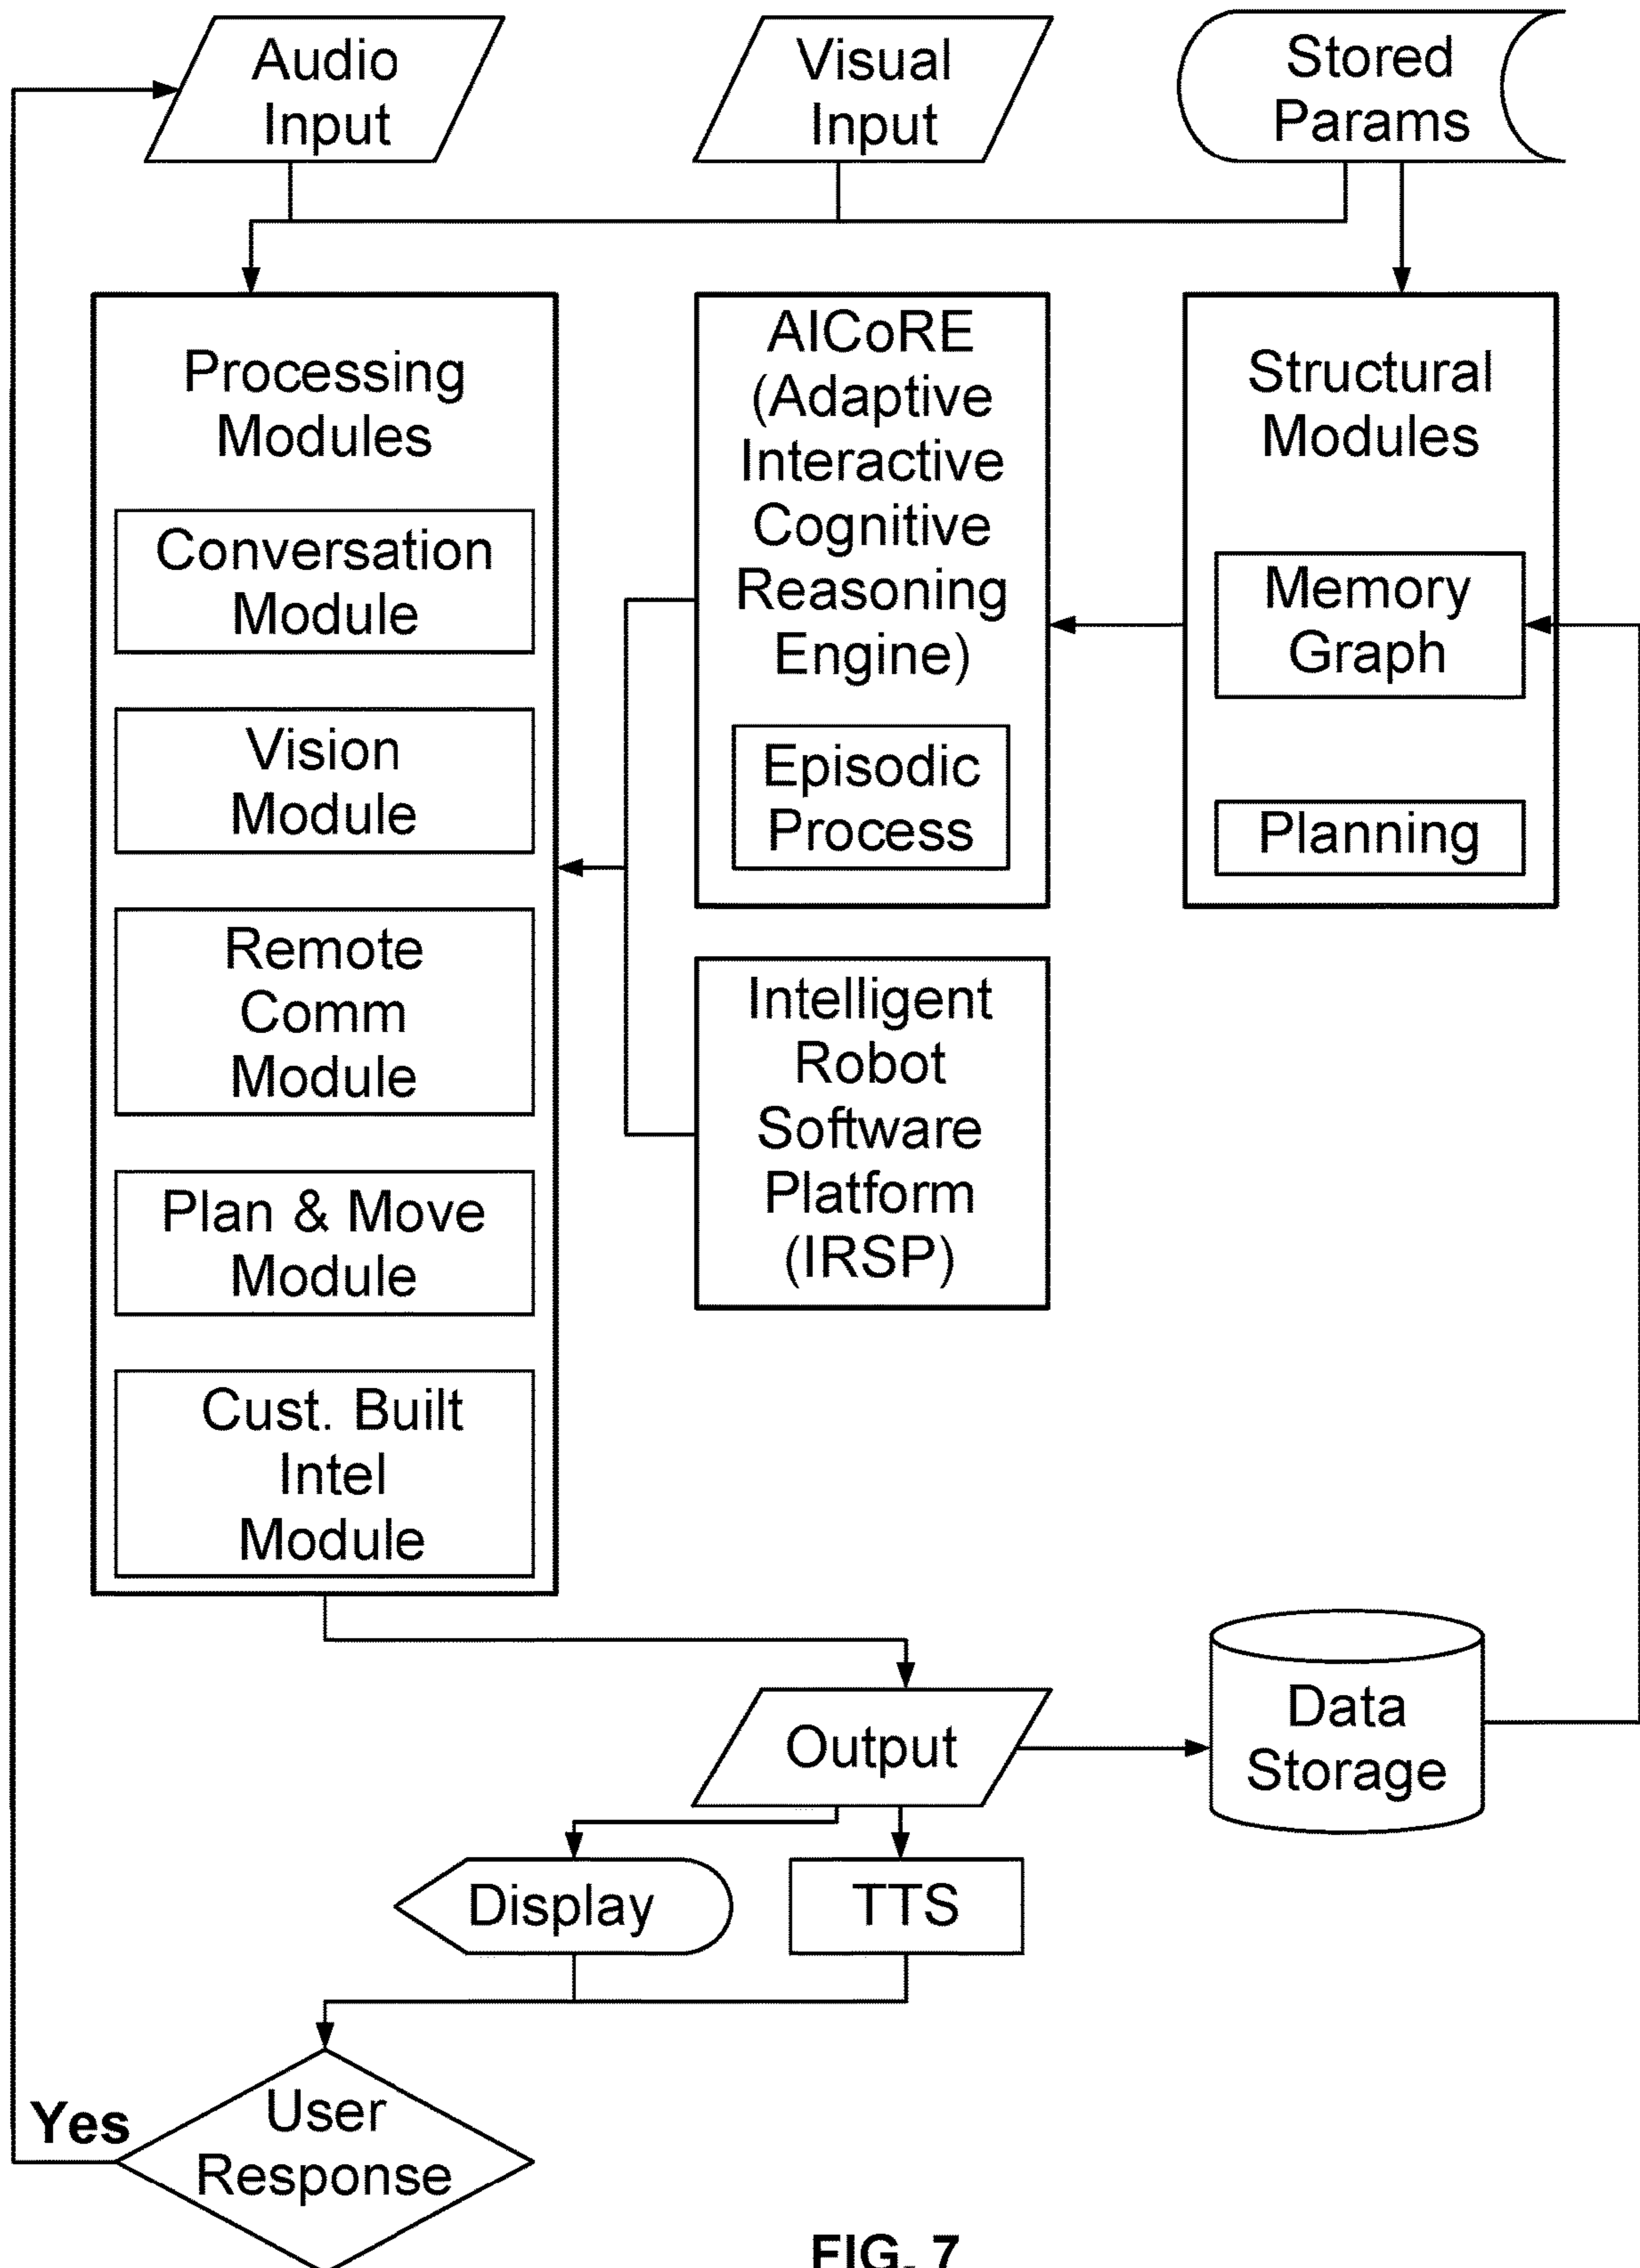 Audio
Input
Visual
Input
Stored
Params
Processing
Modules
Conversation
Module
Vision
Module
Remote
Comm
Module
Plan & Move
Module
Cust. Built
Intel
Module
AICoRE
(Adaptive
Interactive
Cognitive
Reasoning
Engine)
Episodic
Process
Intelligent
Robot
Software
Platform
(IRSP)
Structural
Modules
Memory
Graph
Planning
Output
Data
Storage
Display
TTS
Yes
User
Response
FIG. 7